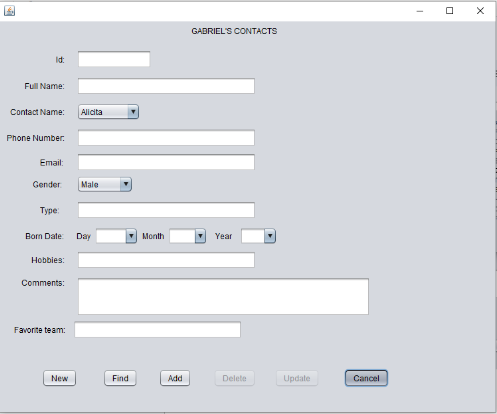 GABRIEL'S CONTACTS
Id:
Full Name:
Contact Name: Alicita
Phone Number:
Email:
Gender: Male
Type:
Born Date: Day Month Year
Hobbies:
Comments:
Favorite team:
New Find Add Delete Update Cancel